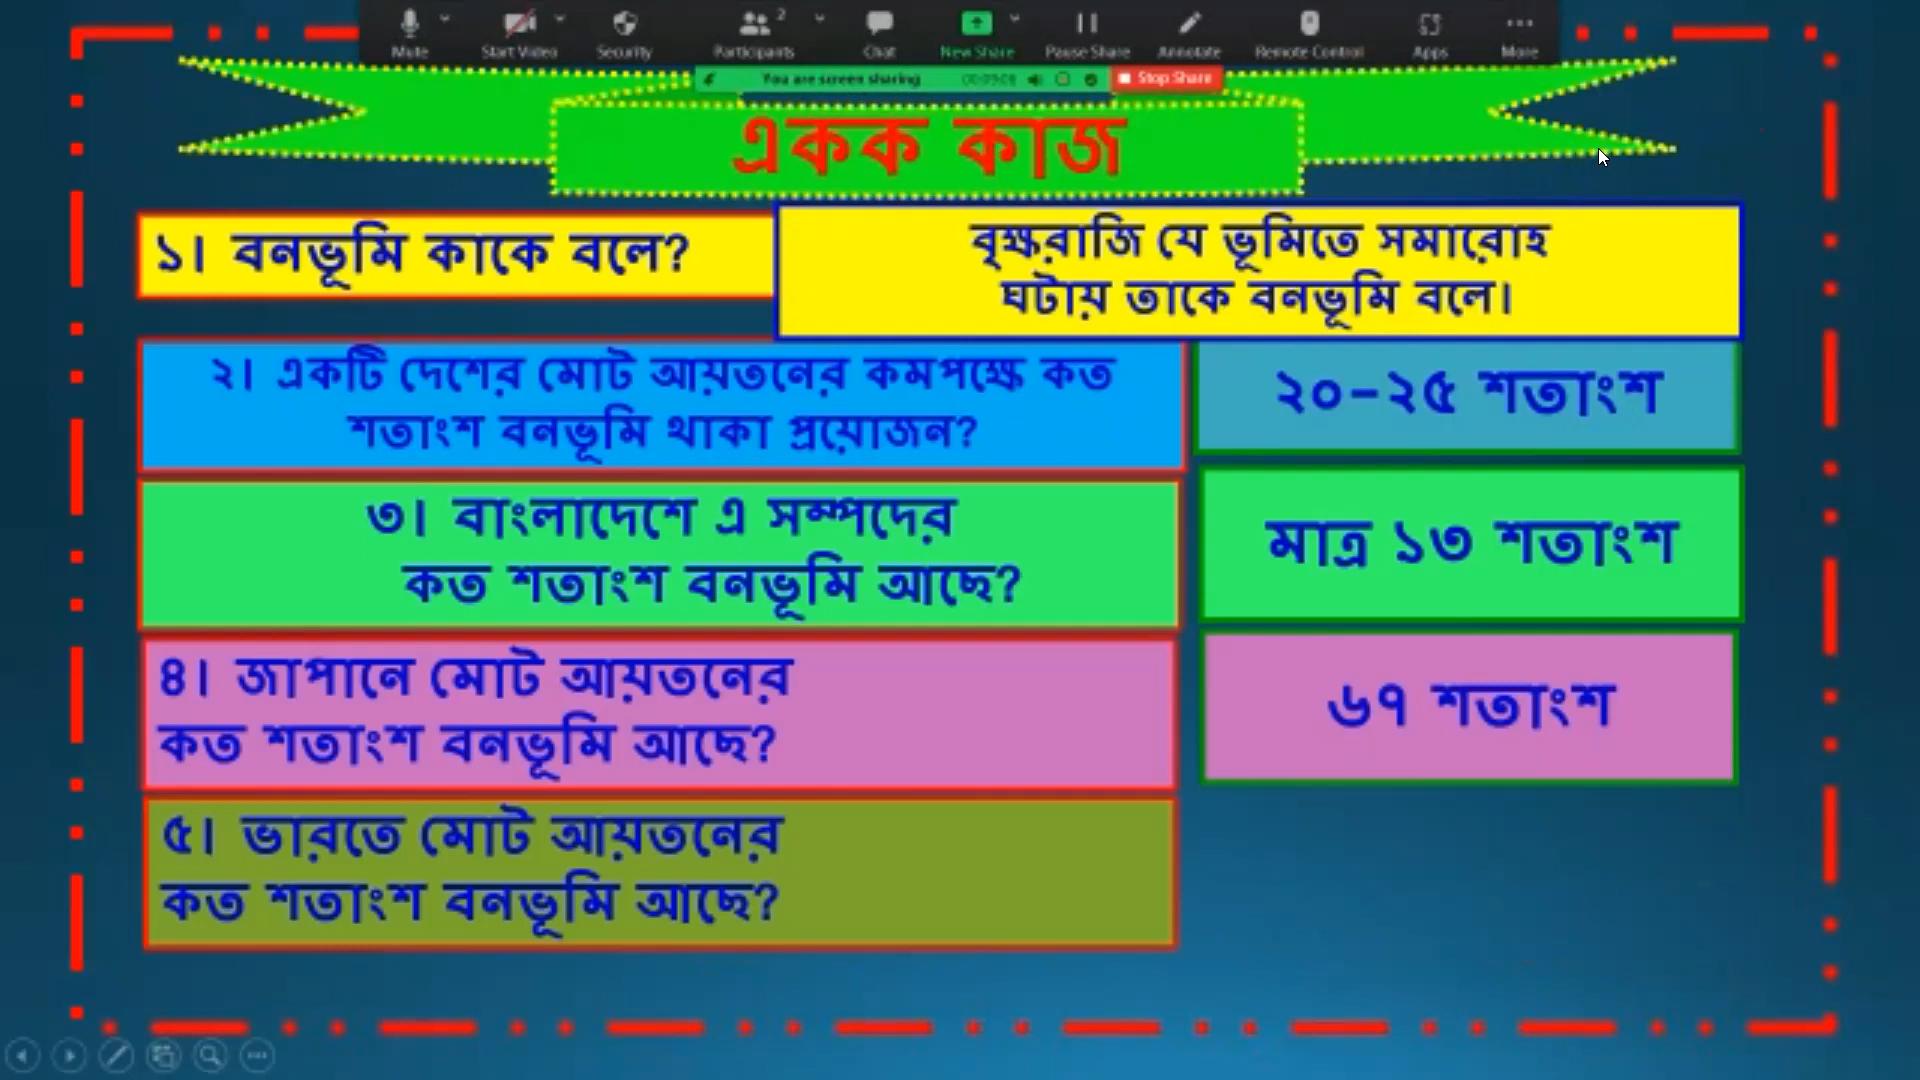 Mute
Start Video
Security
Participants
2
Chat
New Share
Pause Share
Annotate
Remote Control
Apps
More
You are screen sharing
Stop Share
একক কাজ
১। বনভূমি কাকে বলে?
বৃক্ষরাজি যে ভূমিতে সমারোহ
ঘটায় তাকে বনভূমি বলে।
২। একটি দেশের মোট আয়তনের কমপক্ষে কত
শতাংশ বনভূমি থাকা প্রয়োজন?
২০-২৫ শতাংশ
৩। বাংলাদেশে এ সম্পদের
কত শতাংশ বনভূমি আছে?
মাত্র ১৩ শতাংশ
৪। জাপানে মোট আয়তনের
কত শতাংশ বনভূমি আছে?
৬৭ শতাংশ
৫। ভারতে মোট আয়তনের
কত শতাংশ বনভূমি আছে?